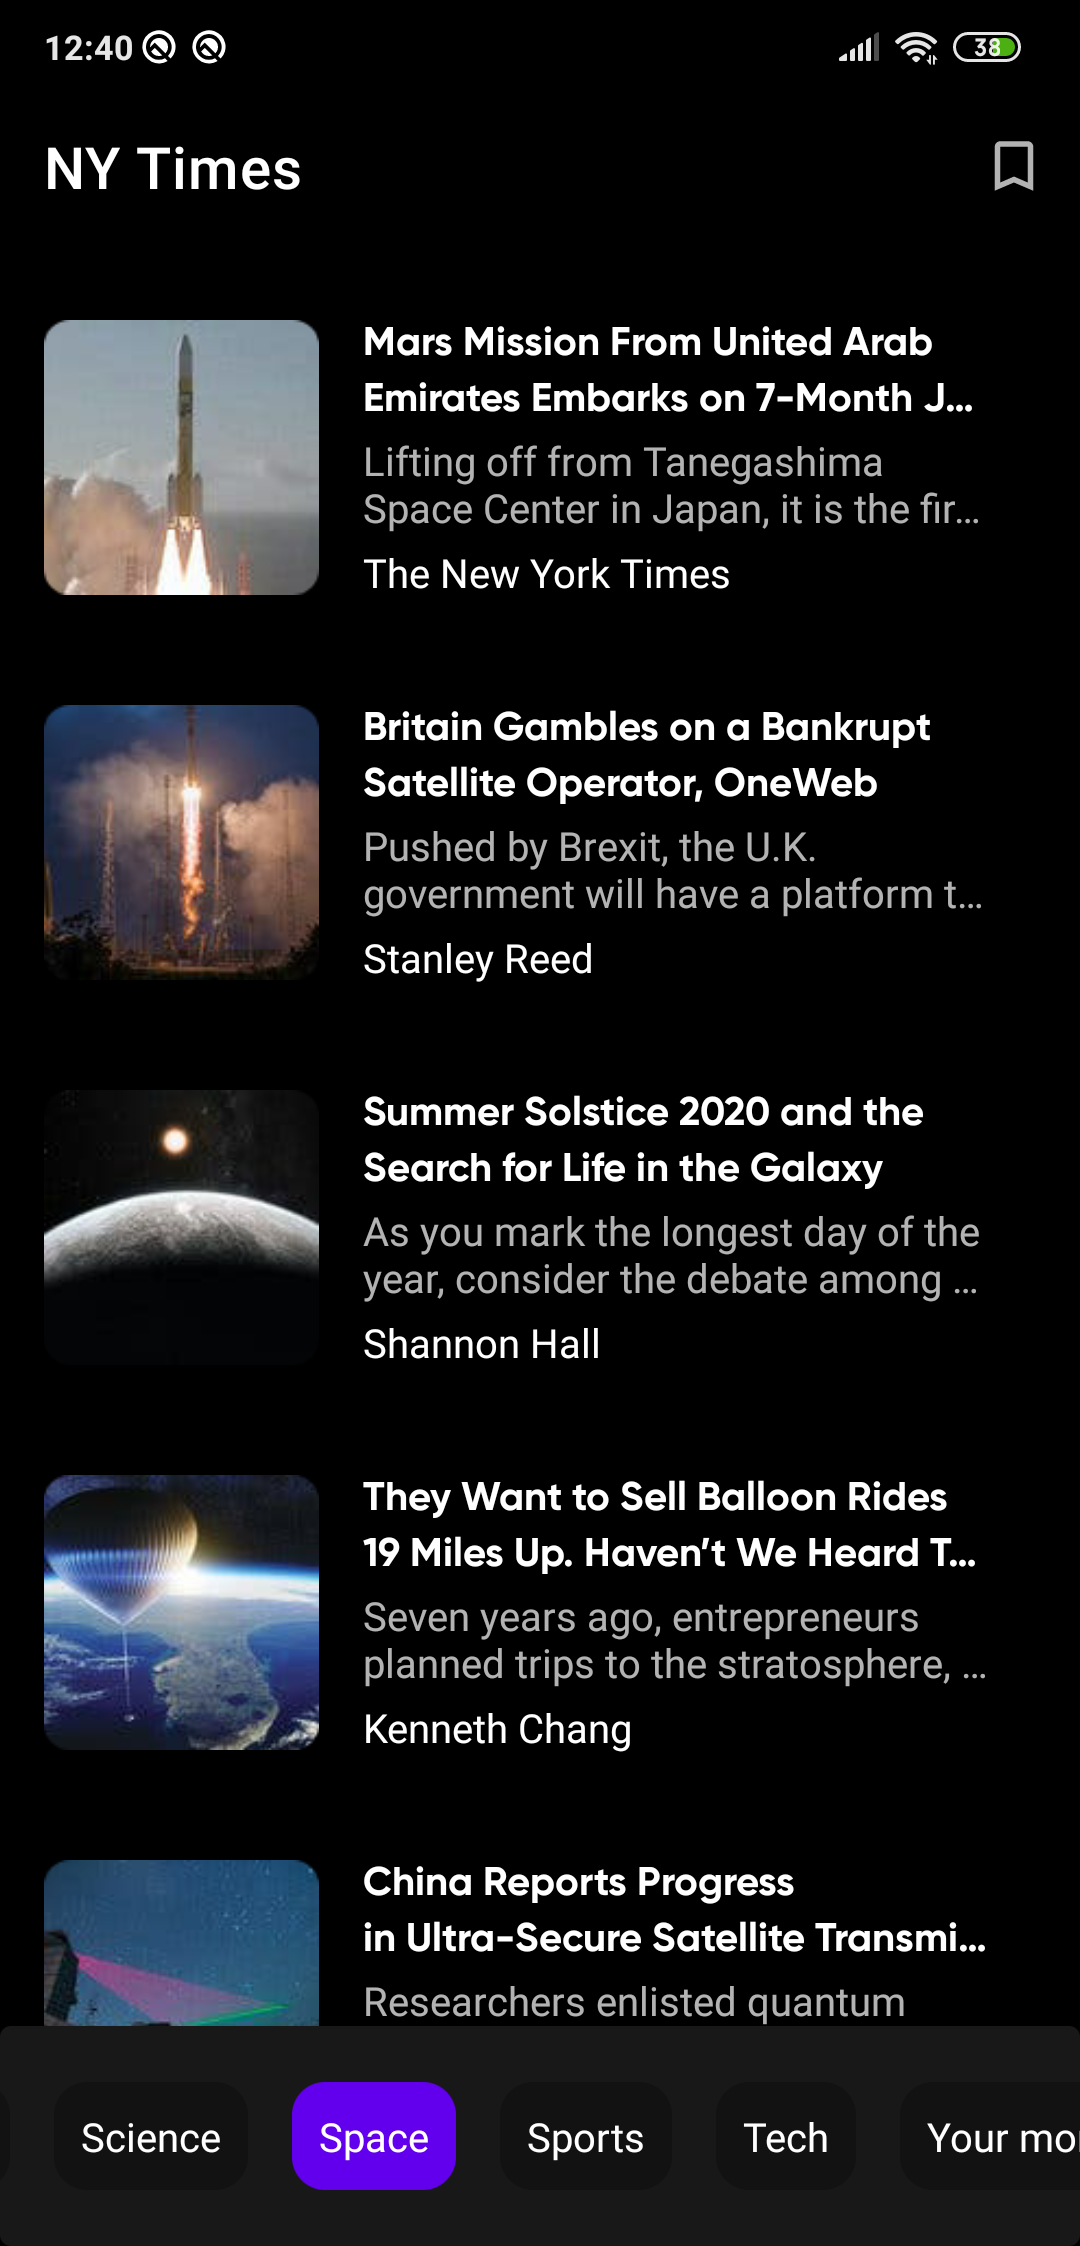 12:40
38
NY Times
Mars Mission From United Arab
Emirates Embarks on 7-Month J...
Lifting off from Tanegashima
Space Center in Japan, it is the fir...
The New York Times
Britain Gambles on a Bankrupt
Satellite Operator, OneWeb
Pushed by Brexit, the U.K.
government will have a platform t...
Stanley Reed
Summer Solstice 2020 and the
Search for Life in the Galaxy
As you mark the longest day of the
year, consider the debate among ...
Shannon Hall
They Want to Sell Balloon Rides
19 Miles Up. Haven’t We Heard T...
Seven years ago, entrepreneurs
planned trips to the stratosphere, ...
Kenneth Chang
China Reports Progress
in Ultra-Secure Satellite Transmi...
Researchers enlisted quantum
Science Space Sports Tech Your mo